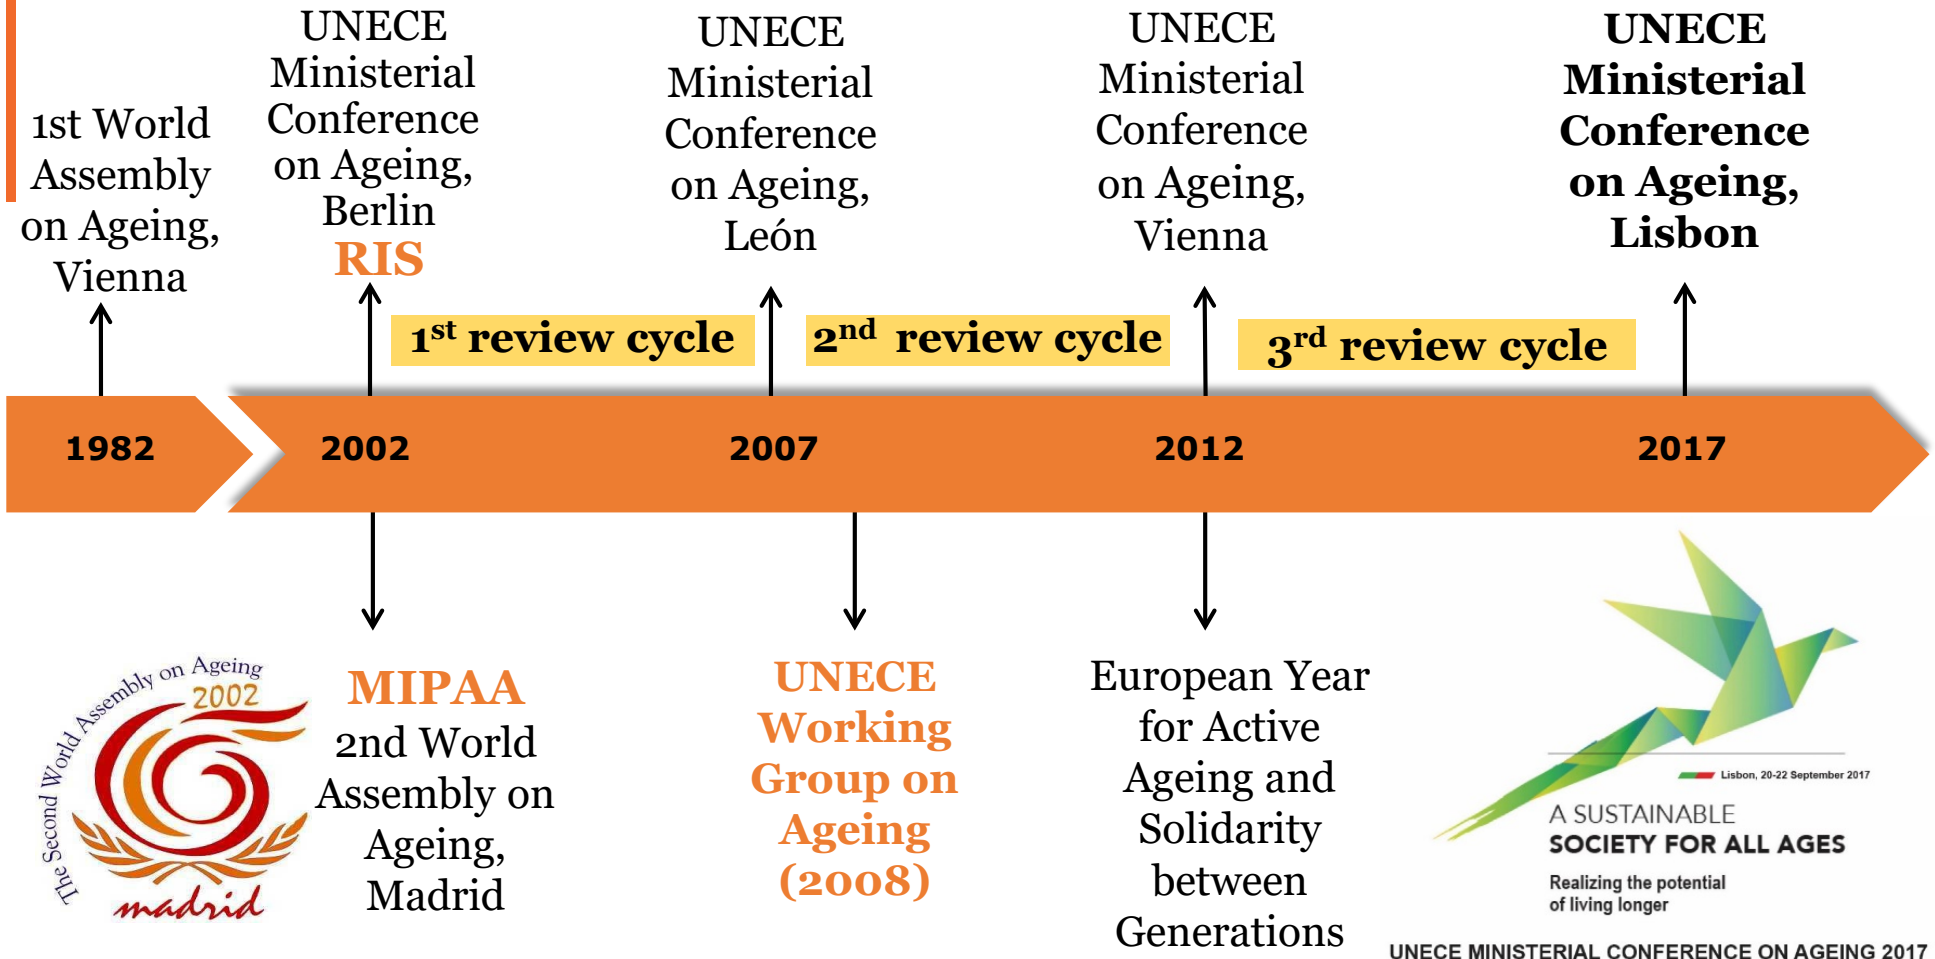 1st World
Assembly
on Ageing,
Vienna
UNECE
Ministerial
Conference
on Ageing,
Berlin
RIS
UNECE
Ministerial
Conference
on Ageing,
León
UNECE
Ministerial
Conference
on Ageing,
Vienna
UNECE
Ministerial
Conference
on Ageing,
Lisbon
1st review cycle
2nd review cycle
3rd review cycle
1982
2002
2007
2012
2017
The Second World Assembly on Ageing
2002
madrid
MIPAA
2nd World
Assembly on
Ageing,
Madrid
UNECE
Working
Group on
Ageing
(2008)
European Year
for Active
Ageing and
Solidarity
between
Generations
Lisbon, 20-22 September 2017
A SUSTAINABLE
SOCIETY FOR ALL AGES
Realizing the potential
of living longer
UNECE MINISTERIAL CONFERENCE ON AGEING 2017